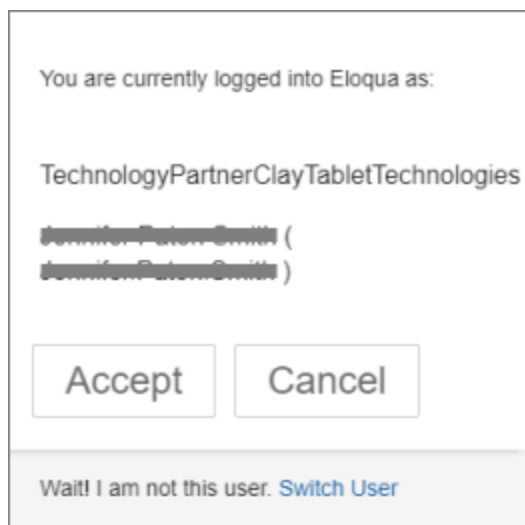 You are currently logged into Eloqua as:
TechnologyPartnerClayTabletTechnologies
(
)
Accept
Cancel
Wait! I am not this user. Switch User